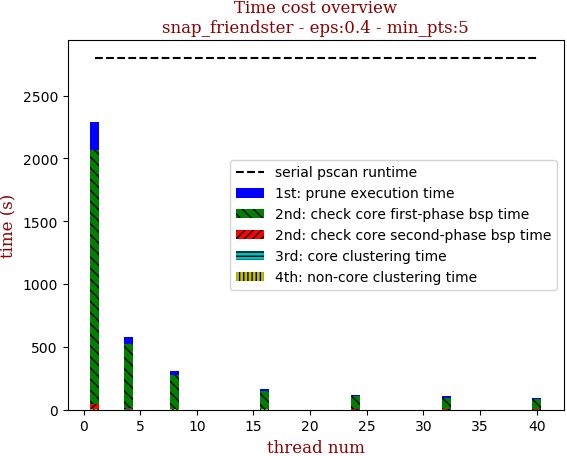 Time cost overview
snap_friendster - eps:0.4 - min_pts:5
time (s)
2500
2000
1500
1000
500
0
serial pscan runtime
1st: prune execution time
2nd: check core first-phase bsp time
2nd: check core second-phase bsp time
3rd: core clustering time
4th: non-core clustering time
0 5 10 15 20 25 30 35 40
thread num